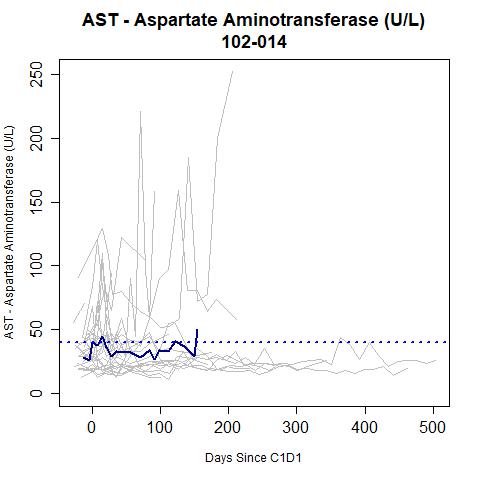 AST - Aspartate Aminotransferase (U/L)
102-014
AST - Aspartate Aminotransferase (U/L)
250
200
150
100
50
0
0 100 200 300 400 500
Days Since C1D1